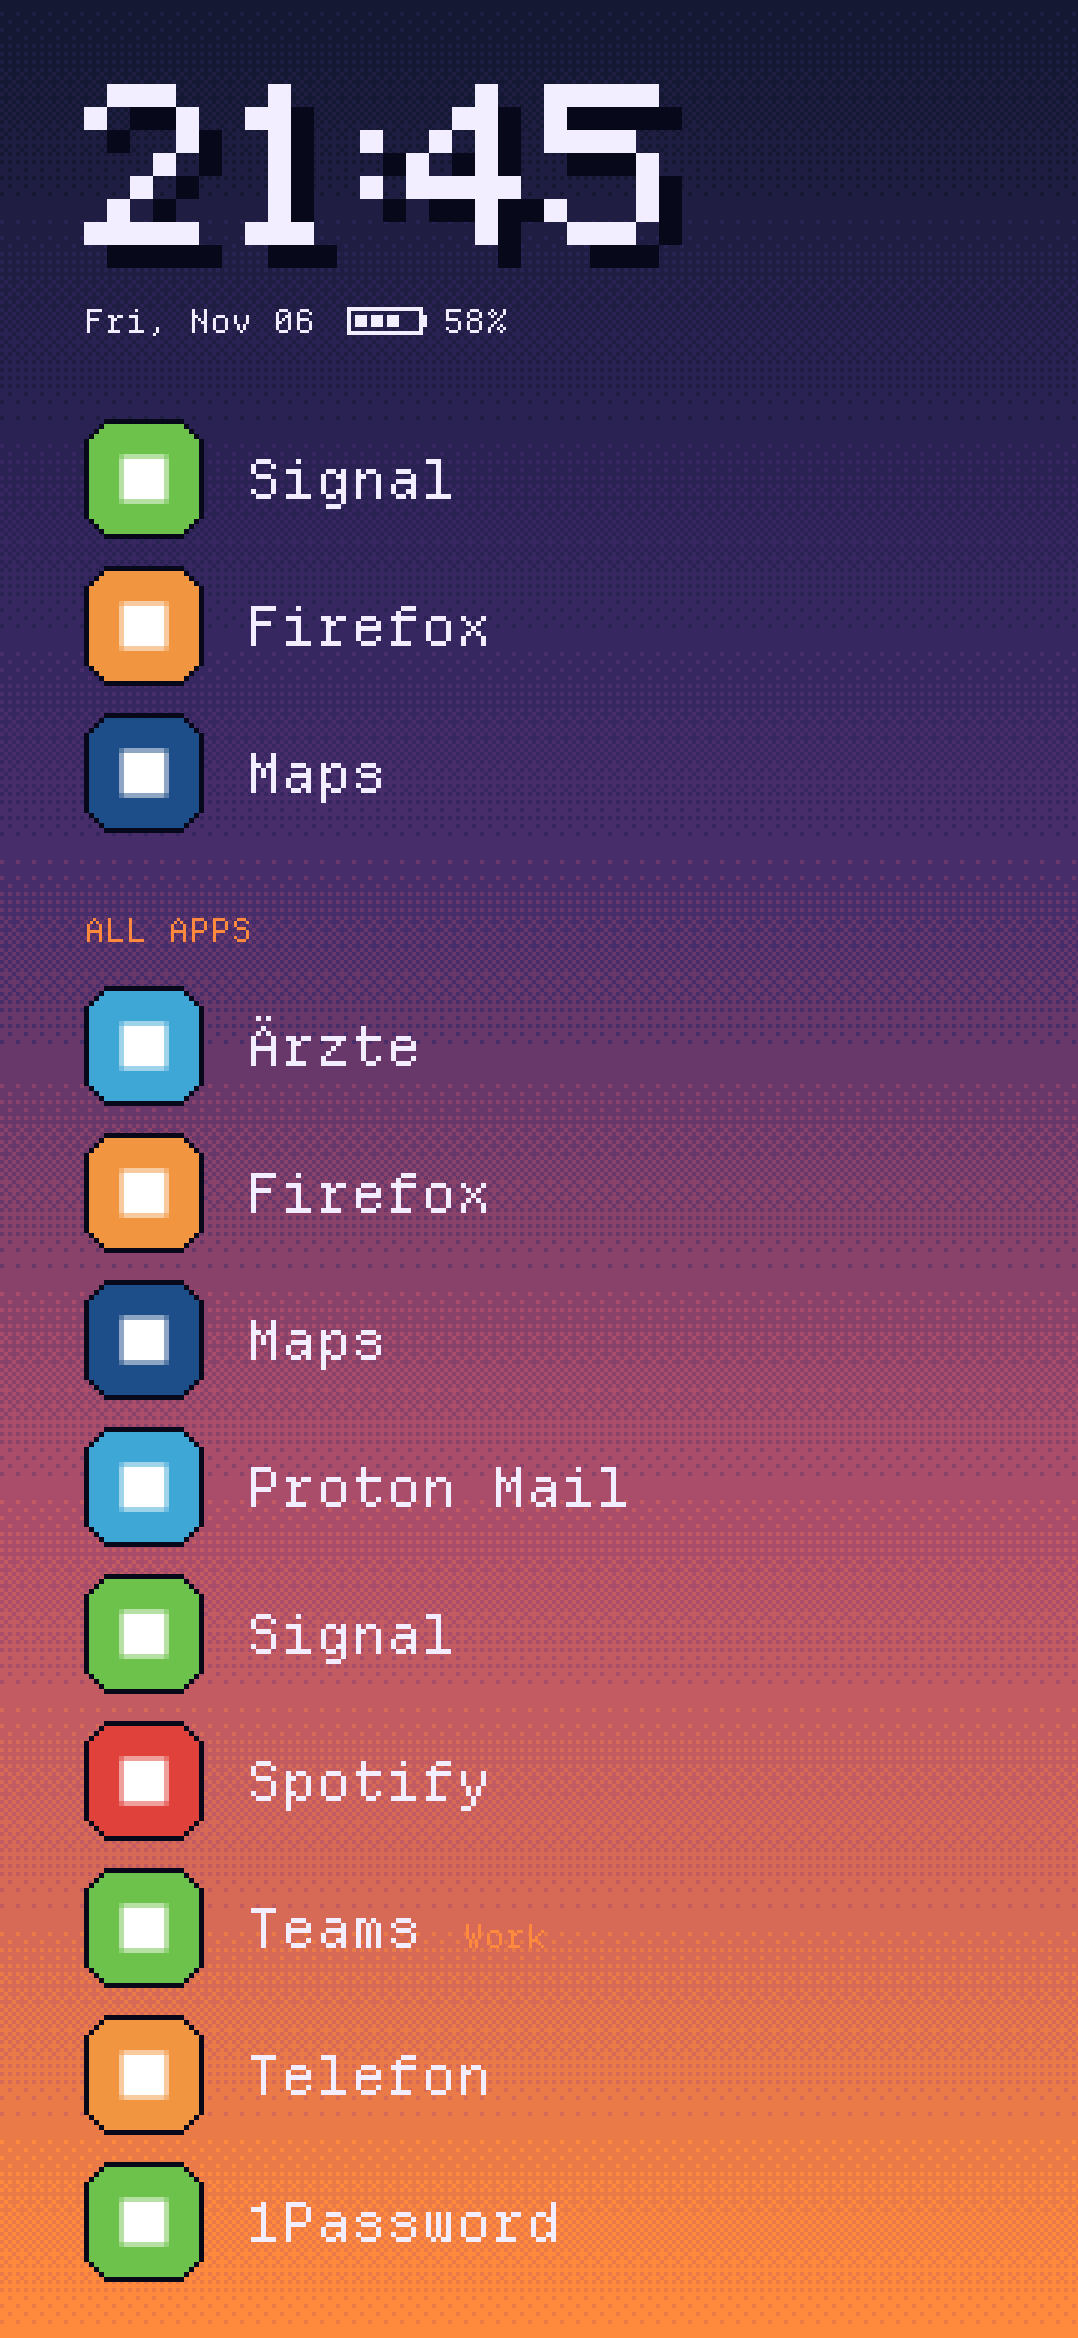 21:45
Fri, Nov 06 58%
Signal
Firefox
Maps
ALL APPS
Ärzte
Firefox
Maps
Proton Mail
Signal
Spotify
Teams Work
Telefon
1Password